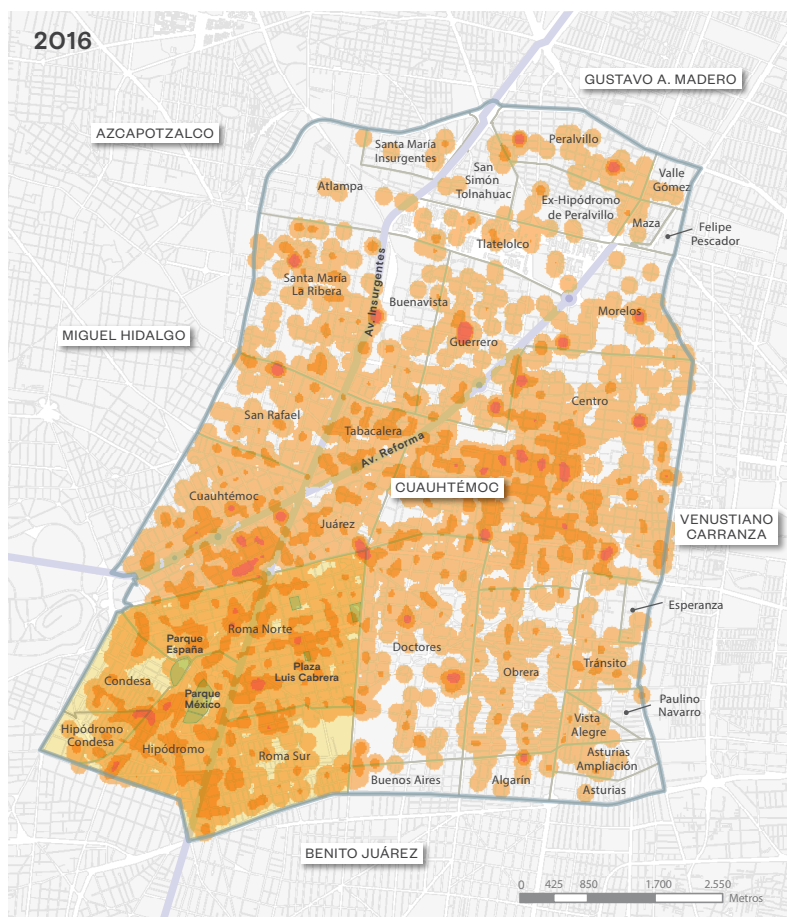 2016
GUSTAVO A. MADERO
AZCAPOTZALCO
Santa María
Insurgentes
Peralvillo
San
Simón
Tolnahuac
Valle
Gómez
Atlampa
Ex-Hipódromo
de Peralvillo
Maza
Felipe
Pescador
Tlatelolco
Santa María
La Ribera
Av. Insurgentes
Buenavista
Morelos
MIGUEL HIDALGO
Guerrero
San Rafael
Centro
Tabacalera
Av. Reforma
CUAUHTÉMOC
Cuauhtémoc
Juárez
VENUSTIANO
CARRANZA
Esperanza
Roma Norte
Parque
España
Doctores
Plaza
Luis Cabrera
Tránsito
Obrera
Condesa
Parque
México
Paulino
Navarro
Vista
Alegre
Hipódromo
Condesa
Hipódromo
Roma Sur
Asturias
Ampliación
Buenos Aires
Algarín
Asturias
BENITO JUÁREZ
0 425 850 1,700 2,550
Metros